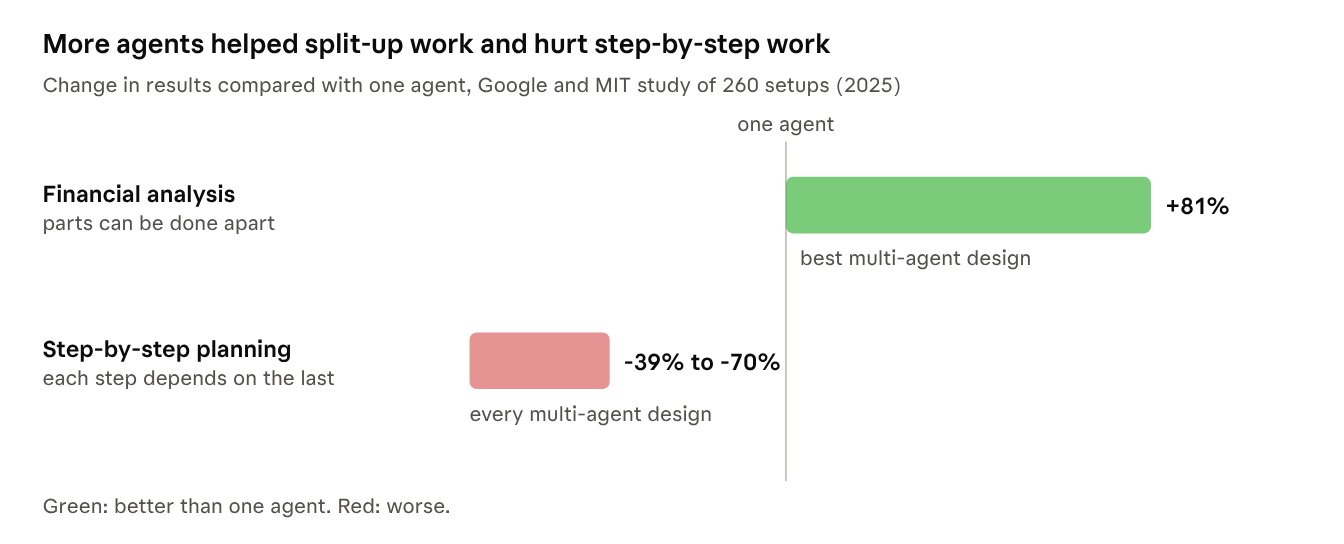 More agents helped split-up work and hurt step-by-step work
Change in results compared with one agent, Google and MIT study of 260 setups (2025)
one agent
Financial analysis
parts can be done apart
+81%
best multi-agent design
Step-by-step planning
each step depends on the last
-39% to -70%
every multi-agent design
Green: better than one agent. Red: worse.